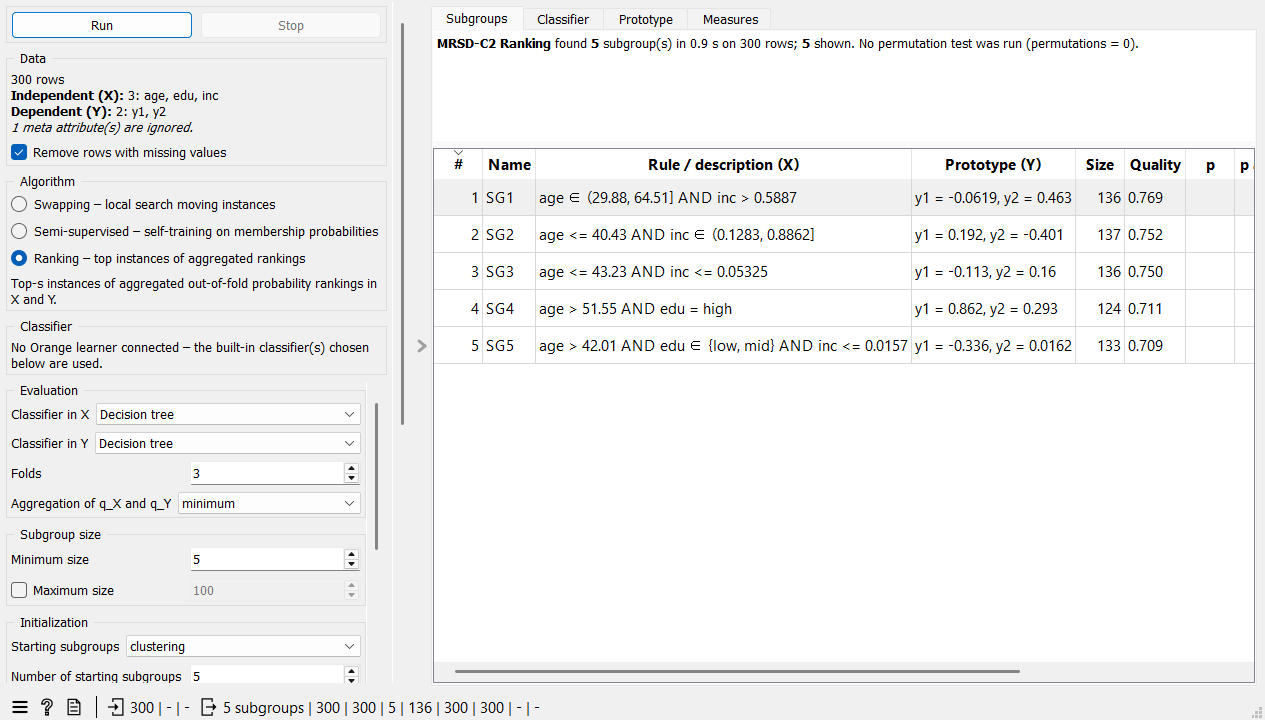 Run
Stop
Data
300 rows
Independent (X): 3: age, edu, inc
Dependent (Y): 2: y1, y2
1 meta attribute(s) are ignored.
Remove rows with missing values
Algorithm
Swapping – local search moving instances
Semi-supervised – self-training on membership probabilities
Ranking – top instances of aggregated rankings
Top-s instances of aggregated out-of-fold probability rankings in
X and Y.
Classifier
No Orange learner connected – the built-in classifier(s) chosen
below are used.
Evaluation
Classifier in X Decision tree
Classifier in Y Decision tree
Folds 3
Aggregation of q_X and q_Y minimum
Subgroup size
Minimum size 5
Maximum size 100
Initialization
Starting subgroups clustering
Number of starting subgroups 5
Subgroups Classifier Prototype Measures
MRSD-C2 Ranking found 5 subgroup(s) in 0.9 s on 300 rows; 5 shown. No permutation test was run (permutations = 0).
# Name Rule / description (X) Prototype (Y) Size Quality p p
1 SG1 age ∈ (29.88, 64.51] AND inc > 0.5887 y1 = -0.0619, y2 = 0.463 136 0.769
2 SG2 age <= 40.43 AND inc ∈ (0.1283, 0.8862] y1 = 0.192, y2 = -0.401 137 0.752
3 SG3 age <= 43.23 AND inc <= 0.05325 y1 = -0.113, y2 = 0.16 136 0.750
4 SG4 age > 51.55 AND edu = high y1 = 0.862, y2 = 0.293 124 0.711
5 SG5 age > 42.01 AND edu ∈ {low, mid} AND inc <= 0.0157 y1 = -0.336, y2 = 0.0162 133 0.709
300 | - | - 5 subgroups | 300 | 300 | 5 | 136 | 300 | 300 | - | -